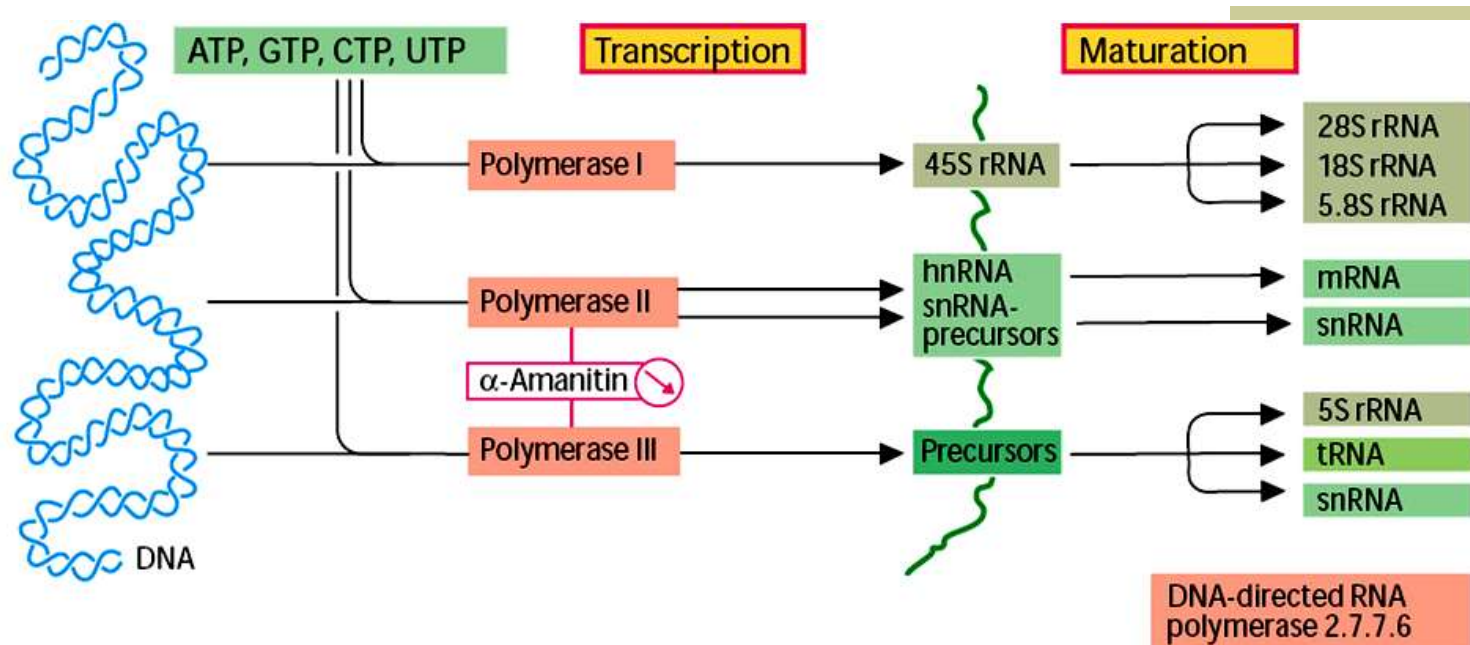 ATP, GTP, CTP, UTP
Transcription
Maturation
Polymerase I
45S rRNA
28S rRNA
18S rRNA
5.8S rRNA
Polymerase II
hnRNA
snRNA-
precursors
mRNA
snRNA
α-Amanitin
Polymerase III
Precursors
5S rRNA
tRNA
snRNA
DNA
DNA-directed RNA
polymerase 2.7.7.6